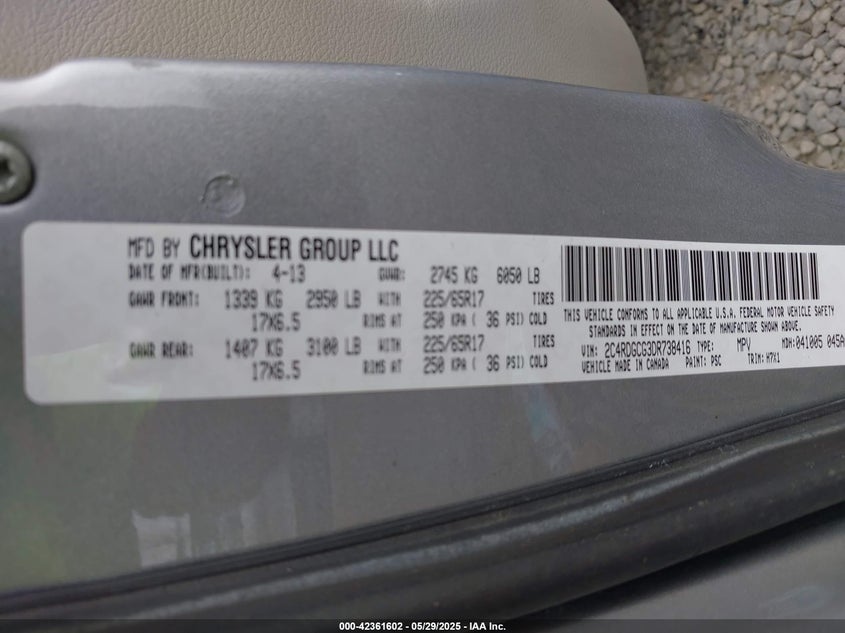 MFD BY CHRYSLER GROUP LLC
DATE OF MFR(BUILT): 4-13 GVWR: 2745 KG 6050 LB
GAWR FRONT: 1339 KG 2950 LB WITH 225/65R17 TIRES
17X6.5 RIMS AT 250 KPA ( 36 PSI) COLD
GAWR REAR: 1407 KG 3100 LB WITH 225/65R17 TIRES
17X6.5 RIMS AT 250 KPA ( 36 PSI) COLD
THIS VEHICLE CONFORMS TO ALL APPLICABLE U.S.A. FEDERAL MOTOR VEHICLE SAFETY
STANDARDS IN EFFECT ON THE DATE OF MANUFACTURE SHOWN ABOVE.
VIN: 2C4RDGCG3DR738416 TYPE: MPV MDH:041005 045A
VEHICLE MADE IN CANADA PAINT: PSC TRIM: H7X1
000-42361602 - 05/29/2025 - IAA Inc.